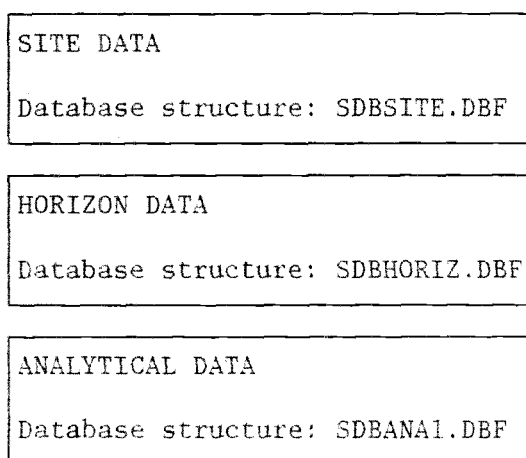 SITE DATA
Database structure: SDBSITE.DBF
HORIZON DATA
Database structure: SDBHORIZ.DBF
ANALYTICAL DATA
Database structure: SDBANA1.DBF